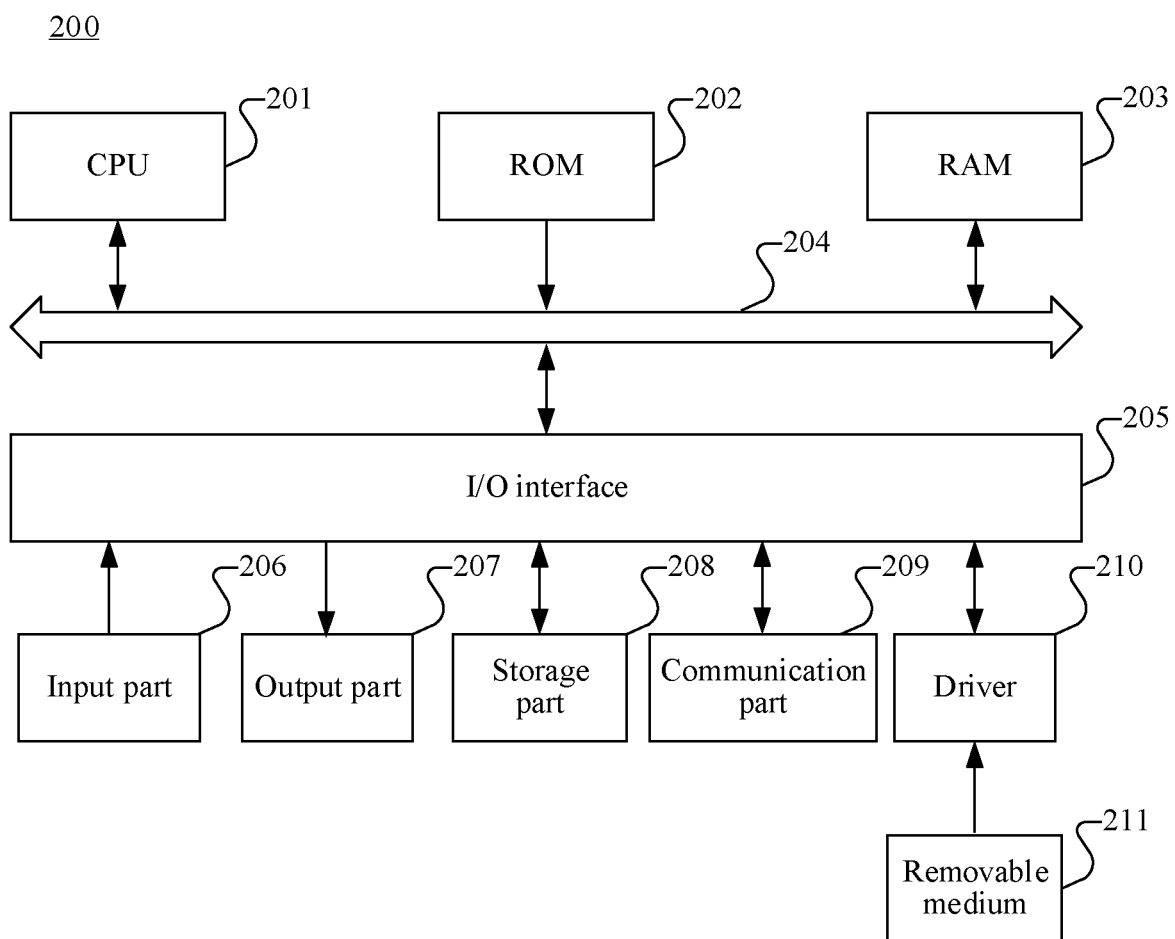 200
201
202
203
CPU
ROM
RAM
204
205
I/O interface
206
207
208
209
210
Input part
Output part
Storage
part
Communication
part
Driver
211
Removable
medium